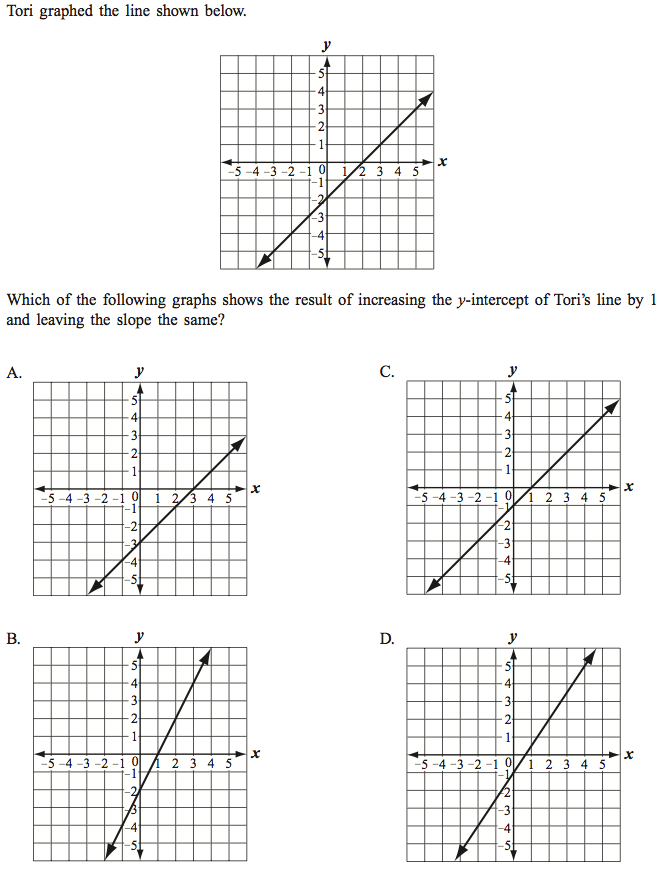 Tori graphed the line shown below.
y
5
4
3
2
1
x
-5 -4 -3 -2 -1 0 1 2 3 4 5
-1
-2
-3
-4
-5
Which of the following graphs shows the result of increasing the y-intercept of Tori's line by 1
and leaving the slope the same?
A.
y
5
4
3
2
1
x
-5 -4 -3 -2 -1 0 1 2 3 4 5
-1
-2
-3
-4
-5
C.
y
5
4
3
2
1
x
-5 -4 -3 -2 -1 0 1 2 3 4 5
-1
-2
-3
-4
-5
B.
y
5
4
3
2
1
x
-5 -4 -3 -2 -1 0 1 2 3 4 5
-1
-2
-3
-4
-5
D.
y
5
4
3
2
1
x
-5 -4 -3 -2 -1 0 1 2 3 4 5
-1
-2
-3
-4
-5